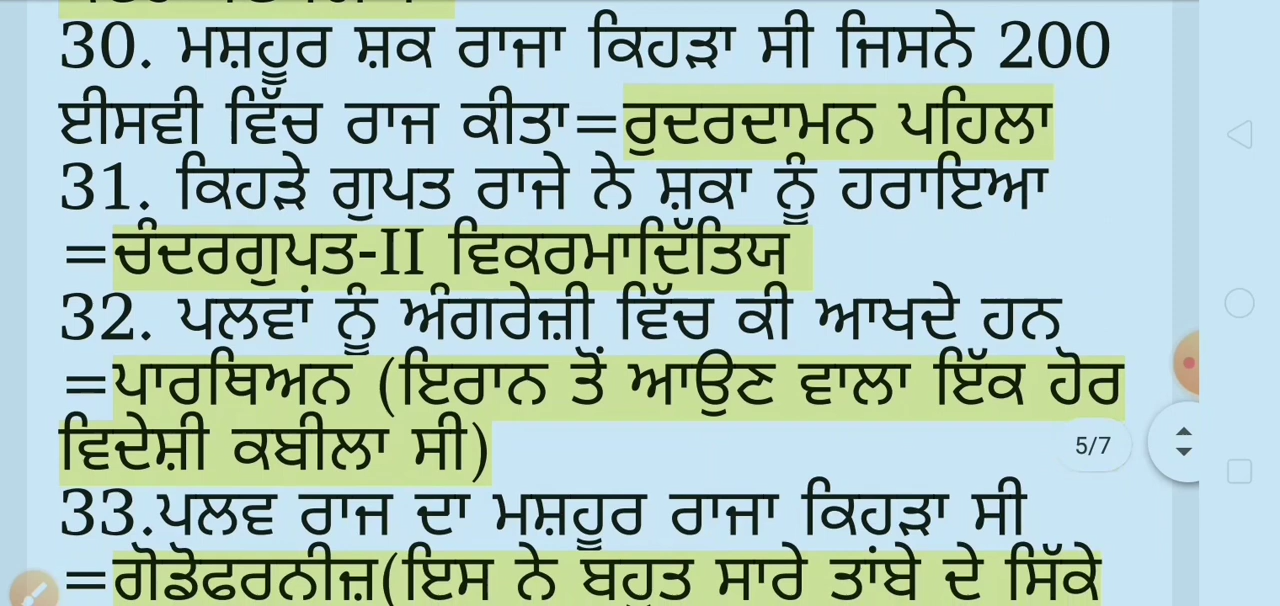 30. ਮਸ਼ਹੂਰ ਸ਼ਕ ਰਾਜਾ ਕਿਹੜਾ ਸੀ ਜਿਸਨੇ 200
ਈਸਵੀ ਵਿੱਚ ਰਾਜ ਕੀਤਾ=ਰੁਦਰਦਾਮਨ ਪਹਿਲਾ
31. ਕਿਹੜੇ ਗੁਪਤ ਰਾਜੇ ਨੇ ਸ਼ਕਾ ਨੂੰ ਹਰਾਇਆ
=ਚੰਦਰਗੁਪਤ-II ਵਿਕਰਮਾਦਿੱਤਿਯ
32. ਪਲਵਾਂ ਨੂੰ ਅੰਗਰੇਜ਼ੀ ਵਿੱਚ ਕੀ ਆਖਦੇ ਹਨ
=ਪਾਰਥਿਅਨ (ਇਰਾਨ ਤੋਂ ਆਉਣ ਵਾਲਾ ਇੱਕ ਹੋਰ
ਵਿਦੇਸ਼ੀ ਕਬੀਲਾ ਸੀ)
5/7
33.ਪਲਵ ਰਾਜ ਦਾ ਮਸ਼ਹੂਰ ਰਾਜਾ ਕਿਹੜਾ ਸੀ
=ਗੋਡੋਫਰਨੀਜ਼(ਇਸ ਨੇ ਬਹੁਤ ਸਾਰੇ ਤਾਂਬੇ ਦੇ ਸਿੱਕੇ